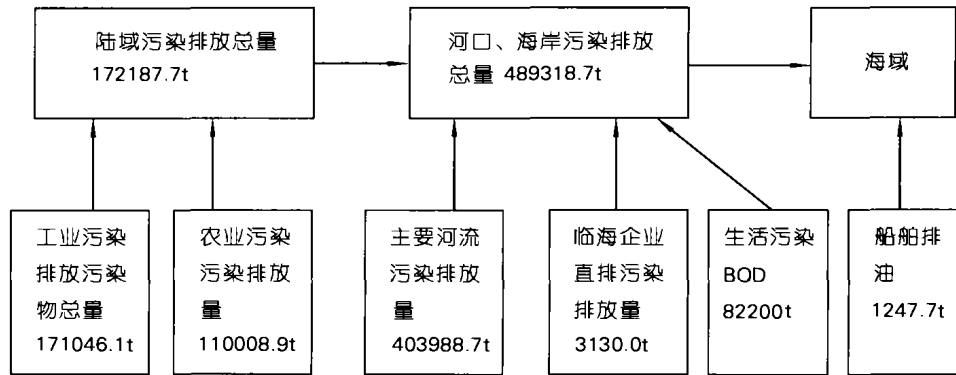 陆域污染排放总量
172187.7t
河口、海岸污染排放
总量 489318.7t
海域
工业污染
排放污染
物总量
171046.1t
农业污染
污染排放
量
110008.9t
主要河流
污染排放
量
403988.7t
临海企业
直排污染
排放量
3130.0t
生活污染
BOD
82200t
船舶排
油
1247.7t